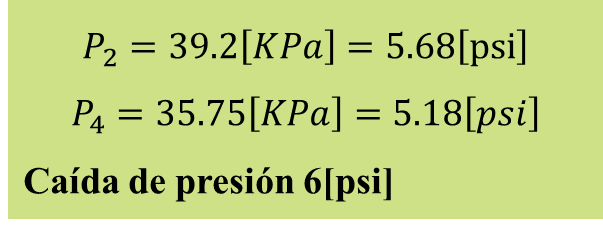 P₂ = 39.2[KPa] = 5.68[psi]
P₄ = 35.75[KPa] = 5.18[psi]
Caída de presión 6[psi]